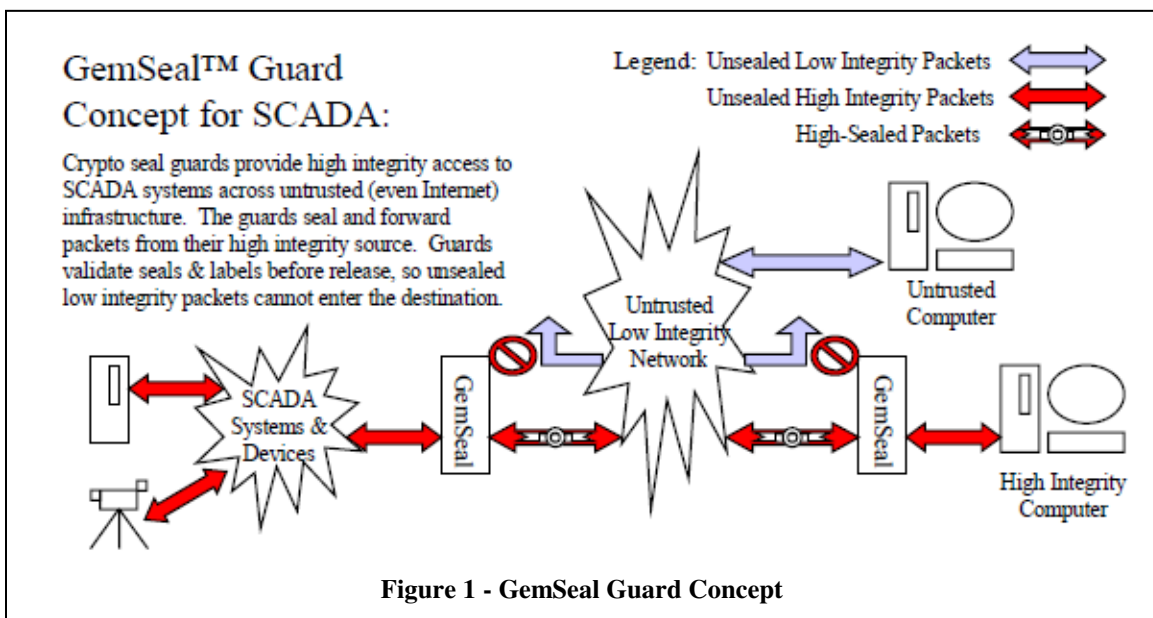 GemSeal™ Guard
Concept for SCADA:
Crypto seal guards provide high integrity access to
SCADA systems across untrusted (even Internet)
infrastructure. The guards seal and forward
packets from their high integrity source. Guards
validate seals & labels before release, so unsealed
low integrity packets cannot enter the destination.
Legend: Unsealed Low Integrity Packets
Unsealed High Integrity Packets
High-Sealed Packets
Untrusted
Computer
Untrusted
Low Integrity
Network
SCADA
Systems &
Devices
GemSeal
GemSeal
High Integrity
Computer
Figure 1 - GemSeal Guard Concept